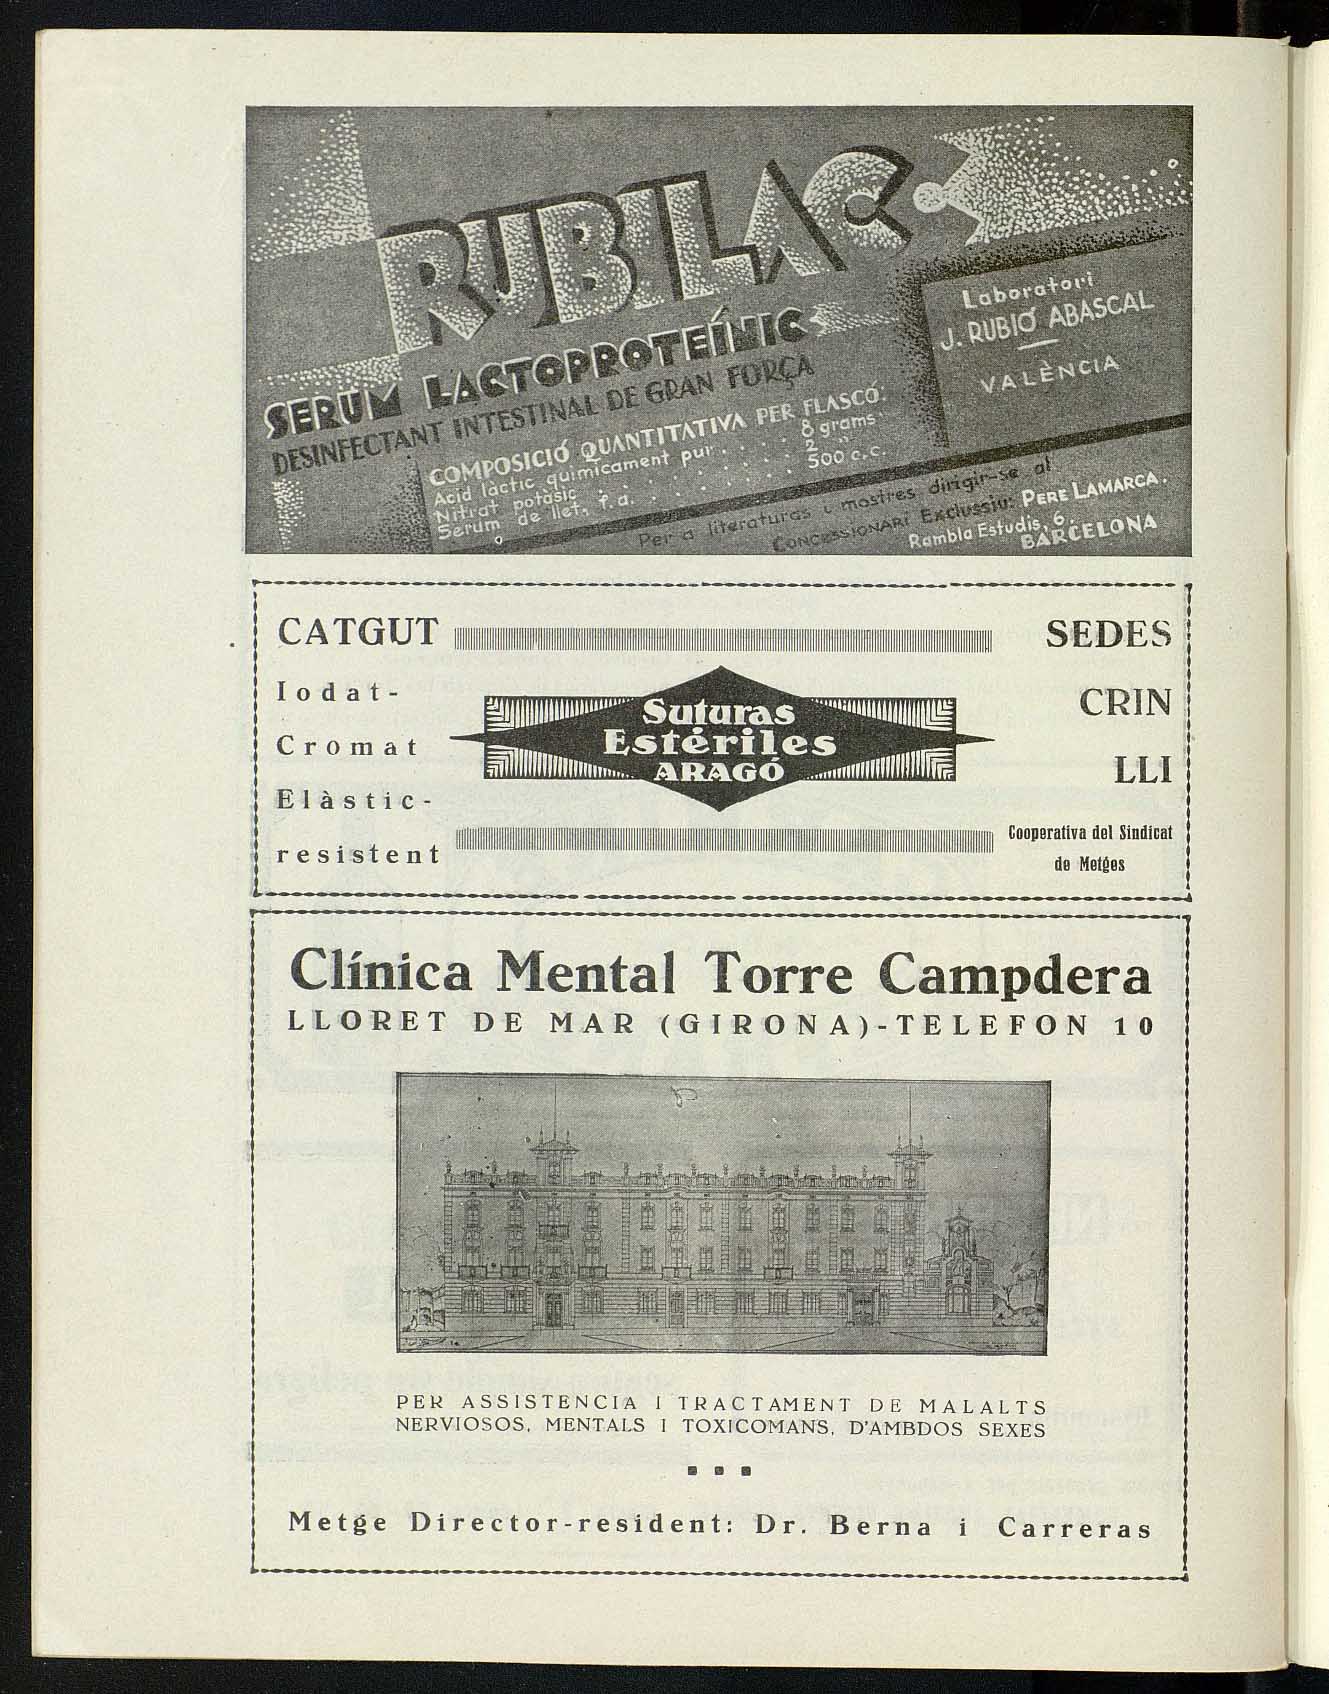 RUBILAC
SERUM LACTOPROTEÍNIC
DESINFECTANT INTESTINAL DE GRAN FORÇA
COMPOSICIÓ QUANTITATIVA PER FLASCÓ:
Acid làctic quimicament pur . . . . 8 grams
Nitrat potàsic . . . . . . . 2 "
Serum de llet, f. a. . . . . . . 500 c.c.
Laboratori
J. RUBIÓ ABASCAL
VALÈNCIA
Per a literaturas i mostres dirigir-se al
CONCESSIONARI EXCLUSSIU: PERE LAMARCA.
Rambla Estudis, 6.
BARCELONA
CATGUT
Iodat-
Cromat
Elàstic-
resistent
Suturas
Estériles
ARAGÓ
SEDES
CRIN
LLI
Cooperativa del Sindicat
de Metges
Clínica Mental Torre Campdera
LLORET DE MAR (GIRONA)-TELEFON 10
PER ASSISTENCIA I TRACTAMENT DE MALALTS
NERVIOSOS, MENTALS I TOXICOMANS, D'AMBDOS SEXES
Metge Director-resident: Dr. Berna i Carreras